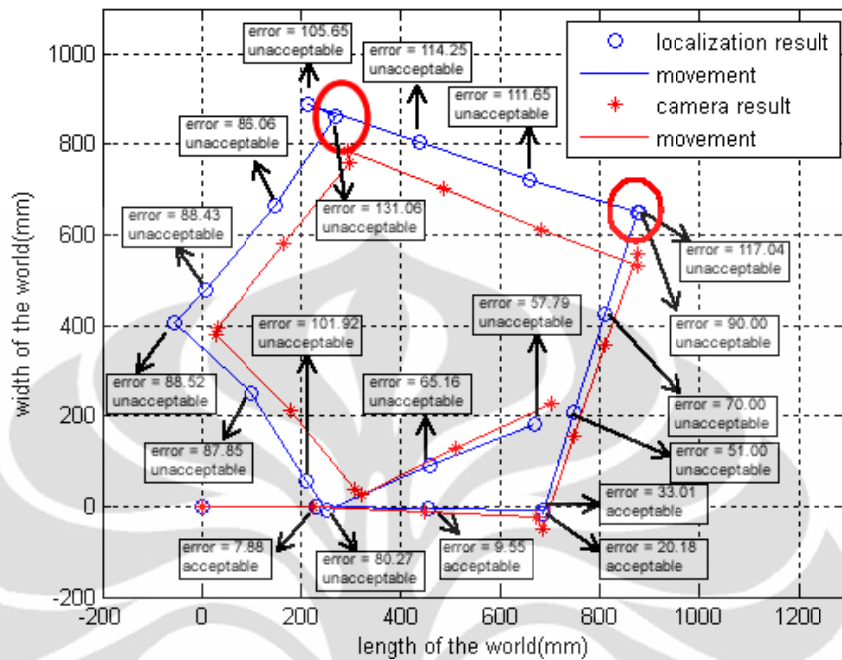 1000
800
600
400
200
0
-200
-200
0
200
400
600
800
1000
1200
width of the world(mm)
length of the world(mm)
localization result
movement
camera result
movement
error = 105.65
unacceptable
error = 114.25
unacceptable
error = 111.65
unacceptable
error = 86.06
unacceptable
error = 88.43
unacceptable
error = 131.06
unacceptable
error = 117.04
unacceptable
error = 101.92
unacceptable
error = 57.79
unacceptable
error = 90.00
unacceptable
error = 88.52
unacceptable
error = 65.16
unacceptable
error = 70.00
unacceptable
error = 87.85
unacceptable
error = 51.00
unacceptable
error = 33.01
acceptable
error = 7.88
acceptable
error = 80.27
unacceptable
error = 9.55
acceptable
error = 20.18
acceptable